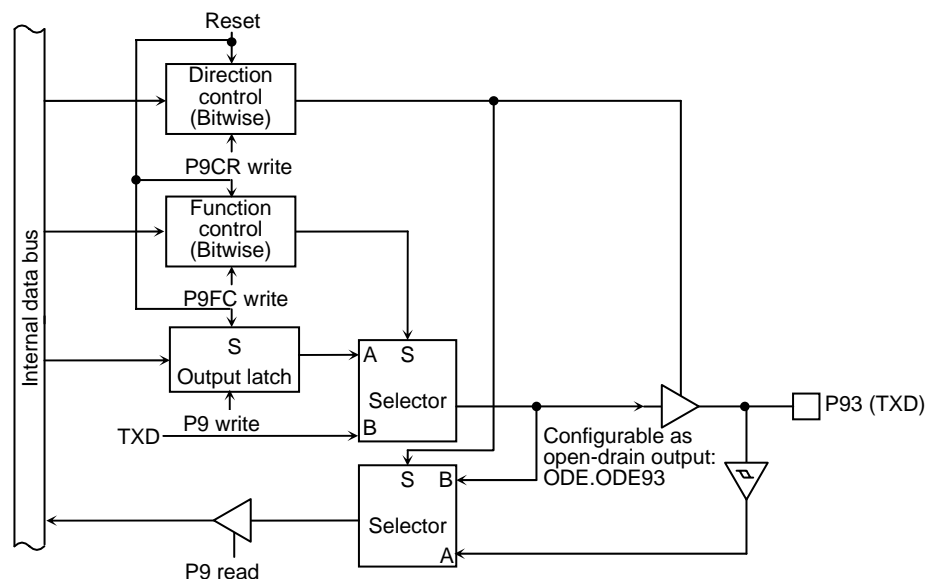 Reset
Direction
control
(Bitwise)
P9CR write
Function
control
(Bitwise)
P9FC write
Internal data bus
S
Output latch
P9 write
TXD
A
S
Selector
B
P93 (TXD)
Configurable as
open-drain output:
ODE.ODE93
S
B
Selector
A
P9 read